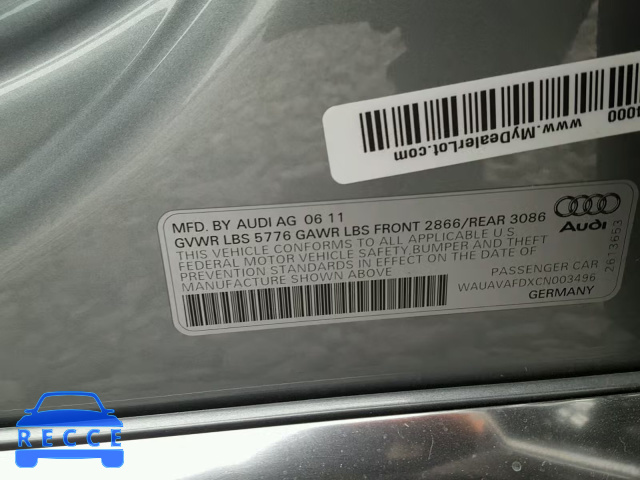 000
www.MyDealerLot.com
MFD. BY AUDI AG 06 11
GVWR LBS 5776 GAWR LBS FRONT 2866/REAR 3086
THIS VEHICLE CONFORMS TO ALL APPLICABLE U S
FEDERAL MOTOR VEHICLE SAFETY,BUMPER AND THEFT
PREVENTION STANDARDS IN EFFECT ON THE DATE OF
MANUFACTURE SHOWN ABOVE
PASSENGER CAR
WAUAVAFDXCN003496
GERMANY
Audi
2613653
RECCE